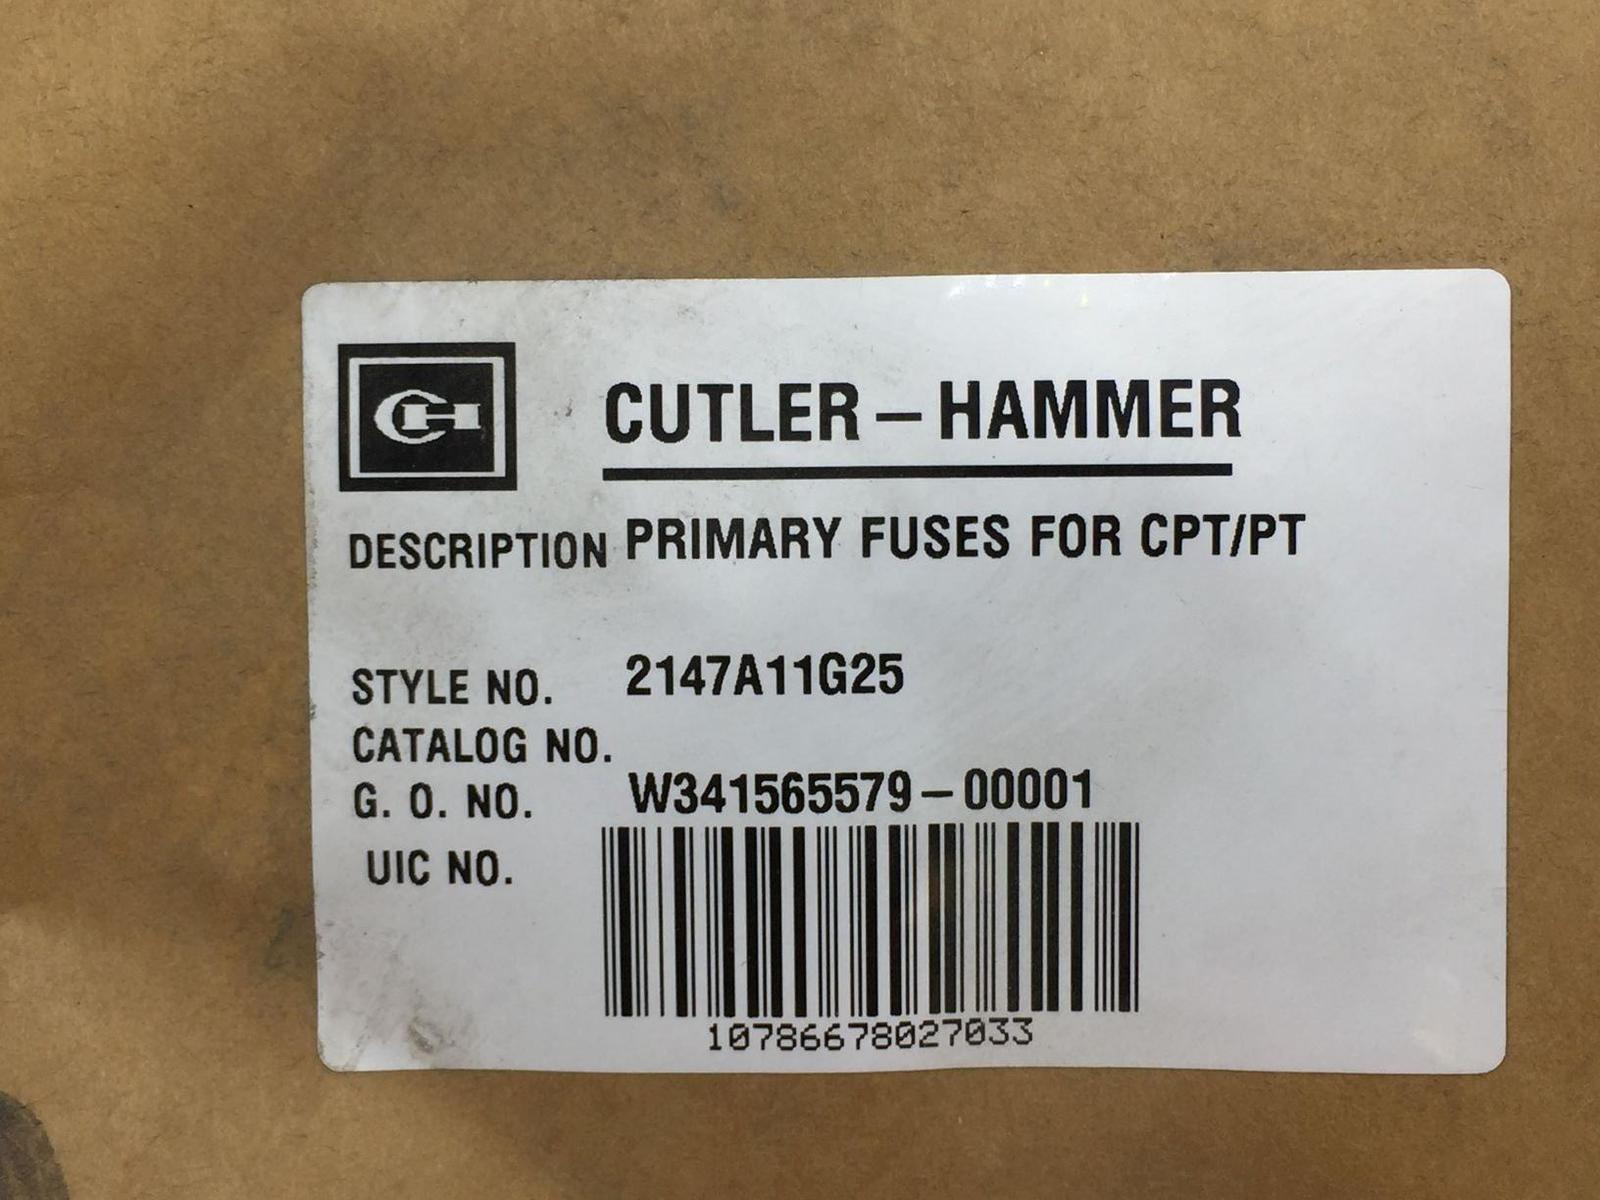 CH
CUTLER-HAMMER
DESCRIPTION PRIMARY FUSES FOR CPT/PT
STYLE NO. 2147A11G25
CATALOG NO.
G. O. NO. W341565579-00001
UIC NO.
10786678027033